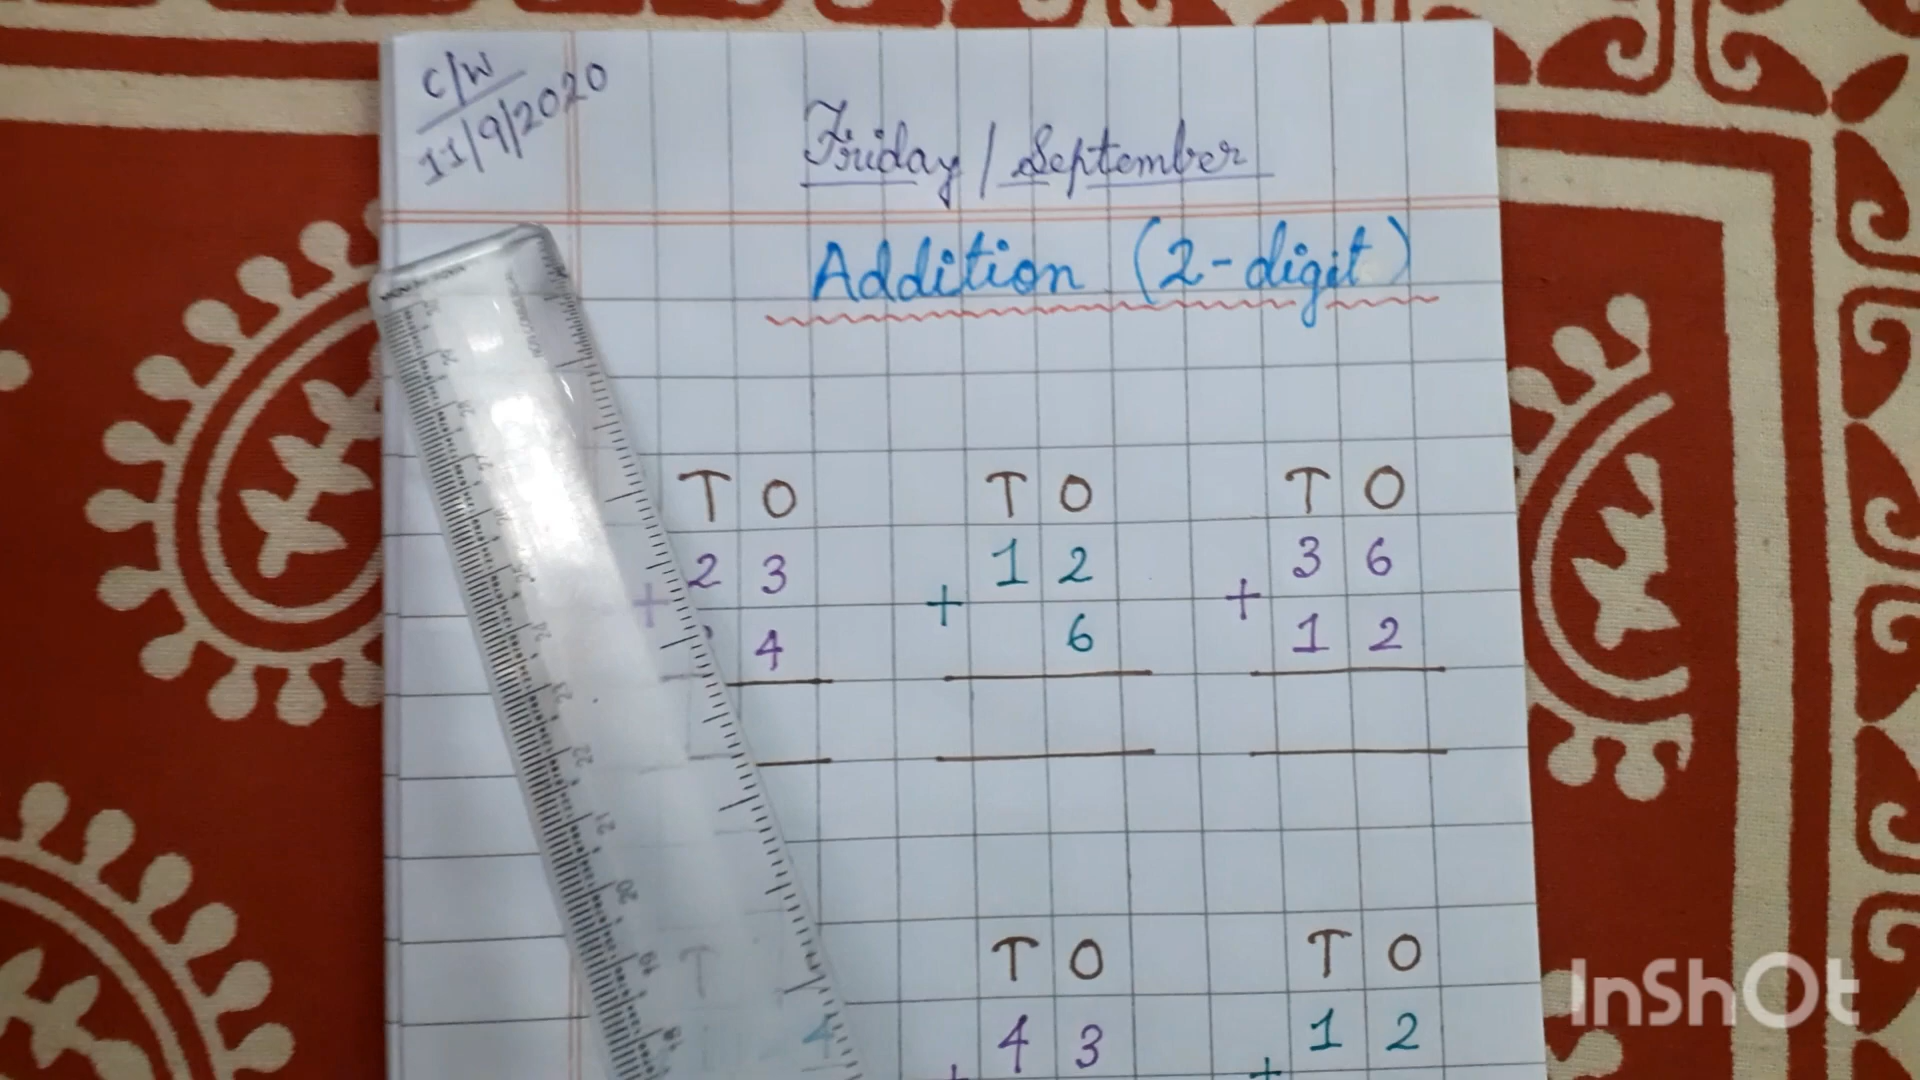 C/W
11/9/2020
Friday / September
Addition (2-digit)
T O T O T O
2 3 1 2 3 6
+ + +
4 6 1 2
T O T O
4 3 1 2
InShOt